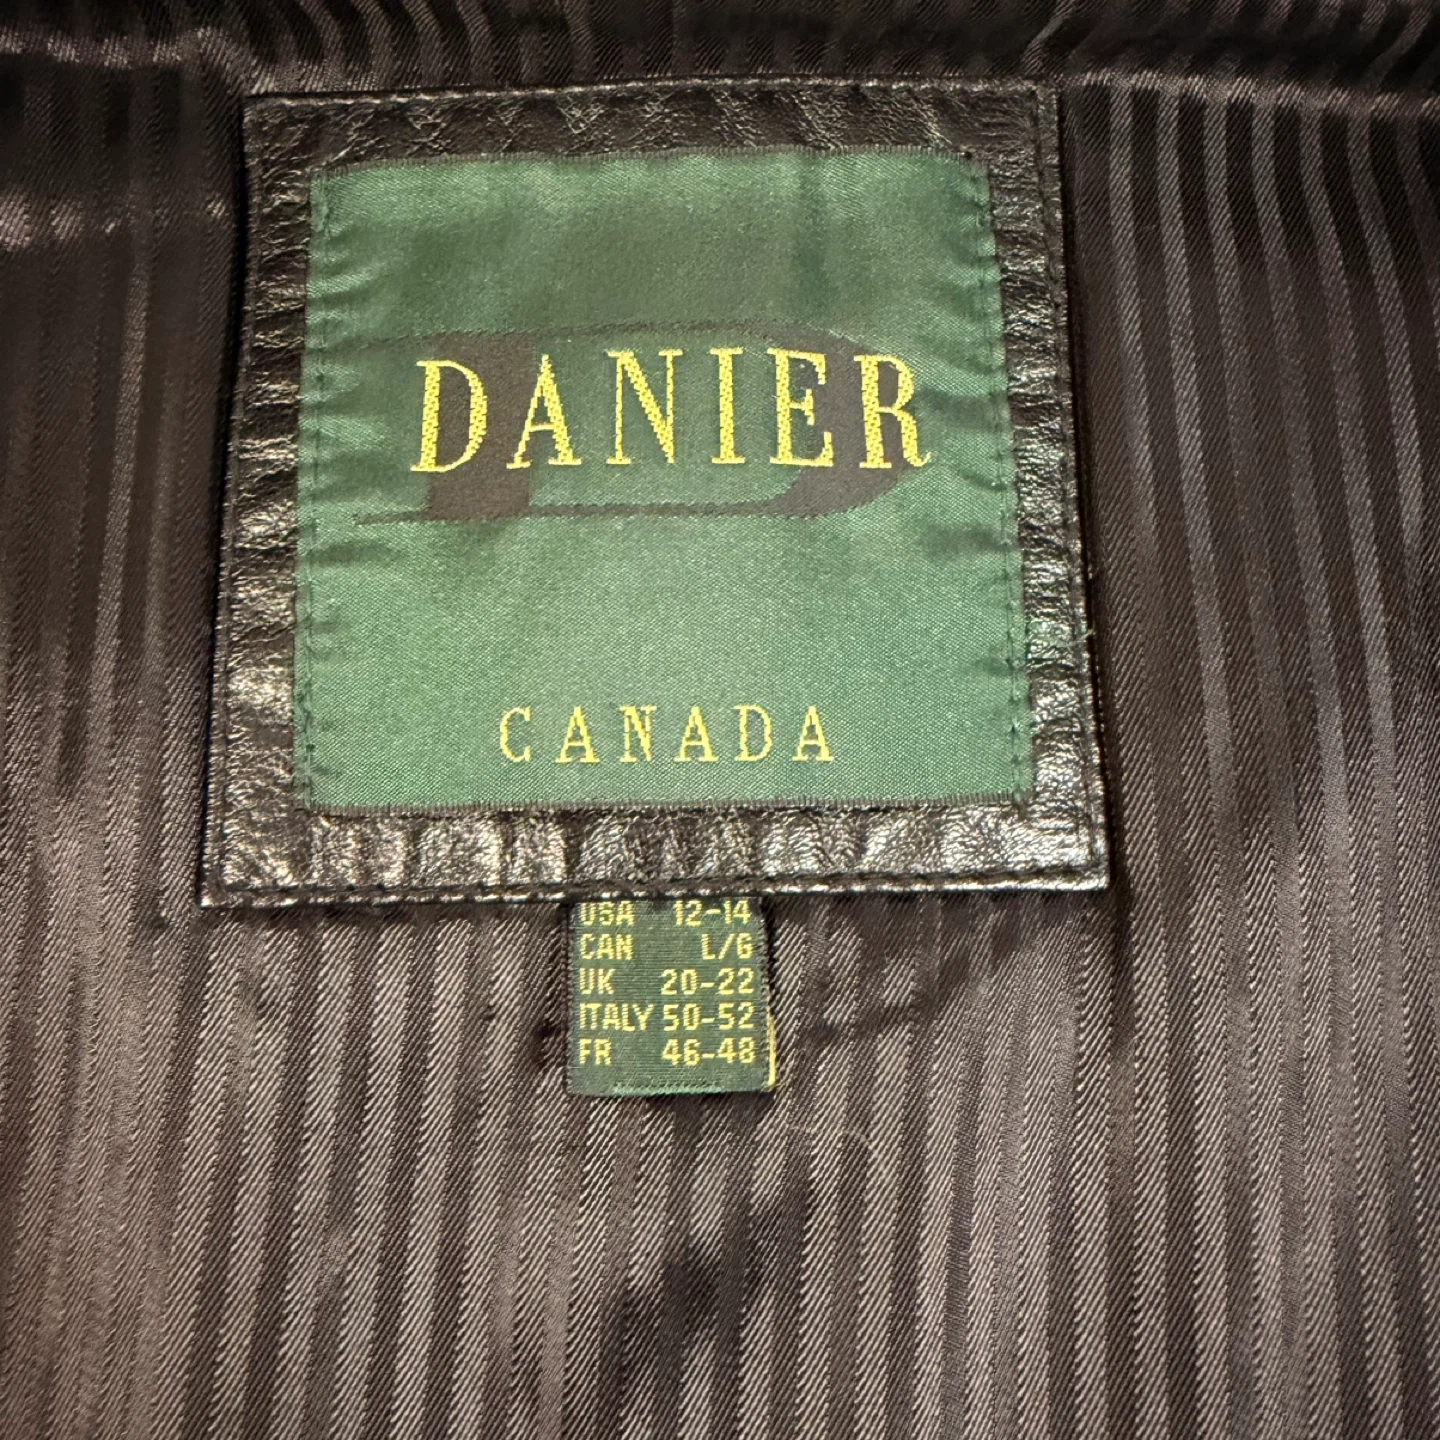 DANIER
CANADA
USA 12-14
CAN L/G
UK 20-22
ITALY 50-52
FR 46-48